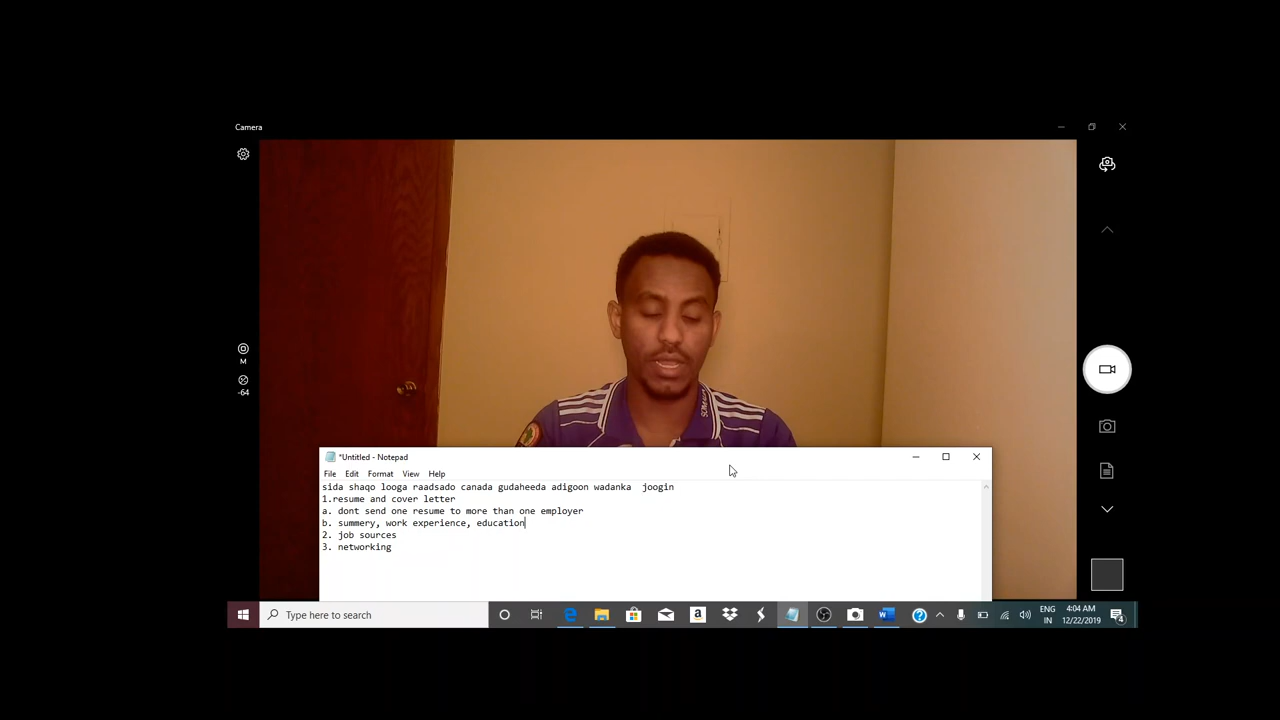 Camera
M
-64
*Untitled - Notepad
File Edit Format View Help
sida shaqo looga raadsado canada gudaheeda adigoon wadanka joogin
1.resume and cover letter
a. dont send one resume to more than one employer
b. summery, work experience, education
2. job sources
3. networking
Type here to search
ENG
IN
4:04 AM
12/22/2019
4